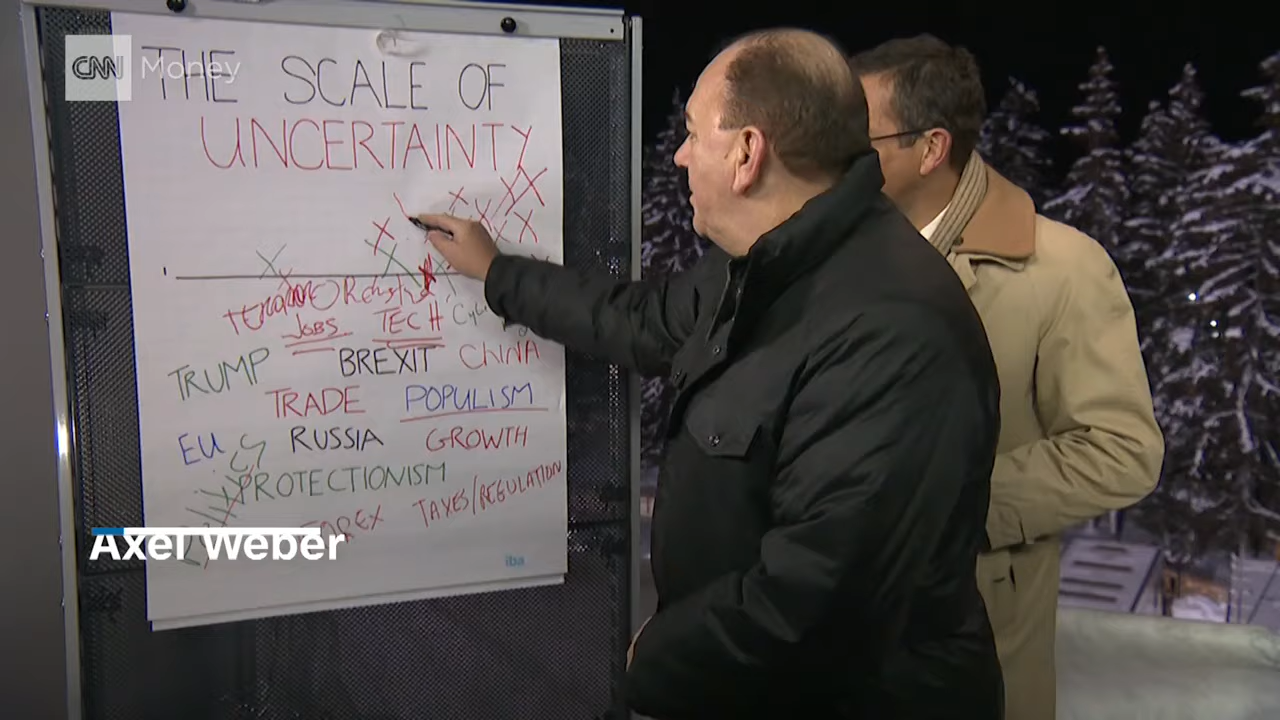 CNN Money
THE SCALE OF
UNCERTAINTY
JOBS TECH
TRUMP BREXIT CHINA
TRADE POPULISM
EU RUSSIA GROWTH
PROTECTIONISM
FOREX TAXES/REGULATION
Axel Weber
iba